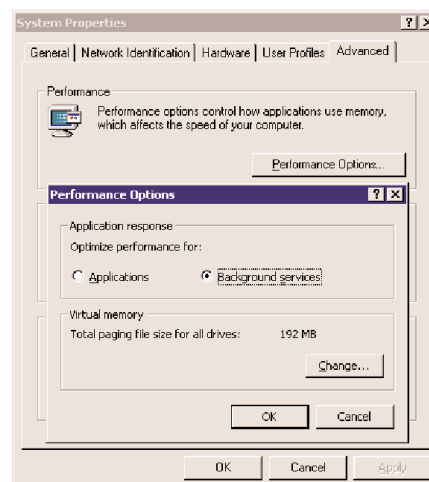 System Properties
General Network Identification Hardware User Profiles Advanced
Performance
Performance options control how applications use memory,
which affects the speed of your computer.
Performance Options...
Performance Options
Application response
Optimize performance for:
Applications Background services
Virtual memory
Total paging file size for all drives: 192 MB
Change...
OK Cancel
OK Cancel Apply